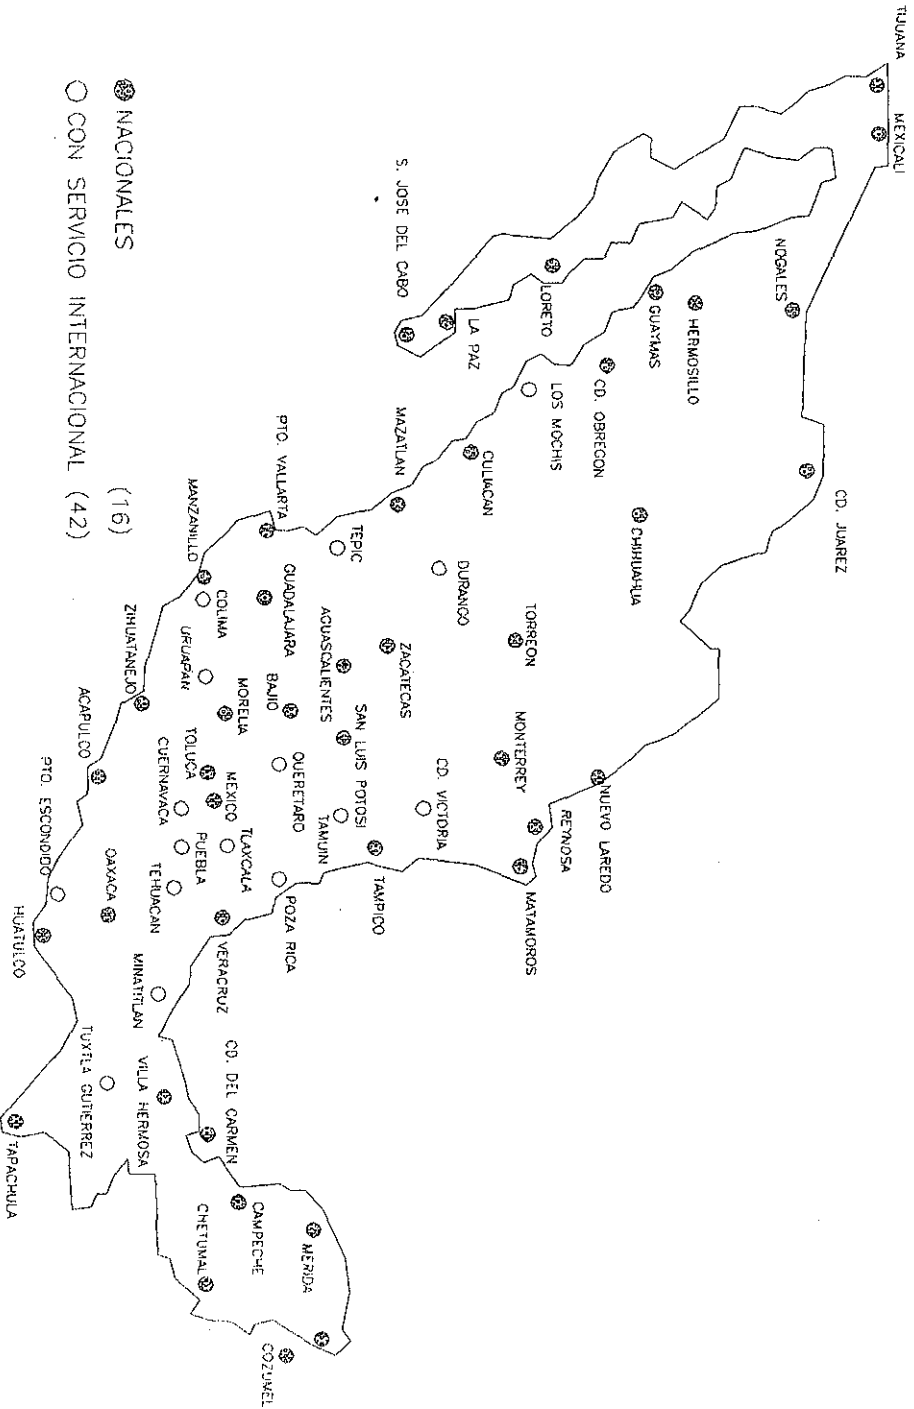 TIJUANA
MEXICALI
NOGALES
CD. JUAREZ
HERMOSILLO
GUAYMAS
CD. OBREGON
CHIHUAHUA
LORETO
LOS MOCHIS
LA PAZ
S. JOSE DEL CABO
CULIACAN
MAZATLAN
DURANGO
TORREON
MONTERREY
NUEVO LAREDO
REYNOSA
MATAMOROS
CD. VICTORIA
ZACATECAS
TEPIC
AGUASCALIENTES
SAN LUIS POTOSI
TAMUIN
TAMPICO
PTO. VALLARTA
GUADALAJARA
BAJIO
QUERETARO
POZA RICA
MANZANILLO
COLIMA
URUAPAN
MORELIA
TOLUCA
MEXICO
TLAXCALA
VERACRUZ
CUERNAVACA
PUEBLA
TEHUACAN
ZIHUATANEJO
ACAPULCO
PTO. ESCONDIDO
OAXACA
HUATULCO
MINATITLAN
TUXTLA GUTIERREZ
VILLA HERMOSA
TAPACHULA
CD. DEL CARMEN
CAMPECHE
MERIDA
CHETUMAL
COZUMEL
NACIONALES (16)
CON SERVICIO INTERNACIONAL (42)